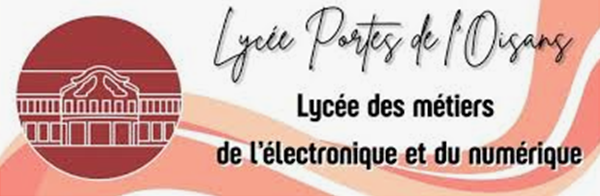 Lycée Portes de l'Oisans
Lycée des métiers
de l'électronique et du numérique